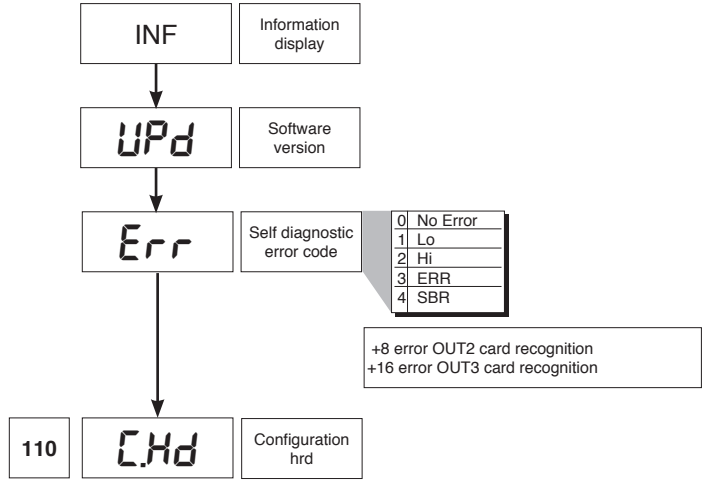 INF
Information
display
UPd
Software
version
Err
Self diagnostic
error code
0 No Error
1 Lo
2 Hi
3 ERR
4 SBR
+8 error OUT2 card recognition
+16 error OUT3 card recognition
110
C.Hd
Configuration
hrd